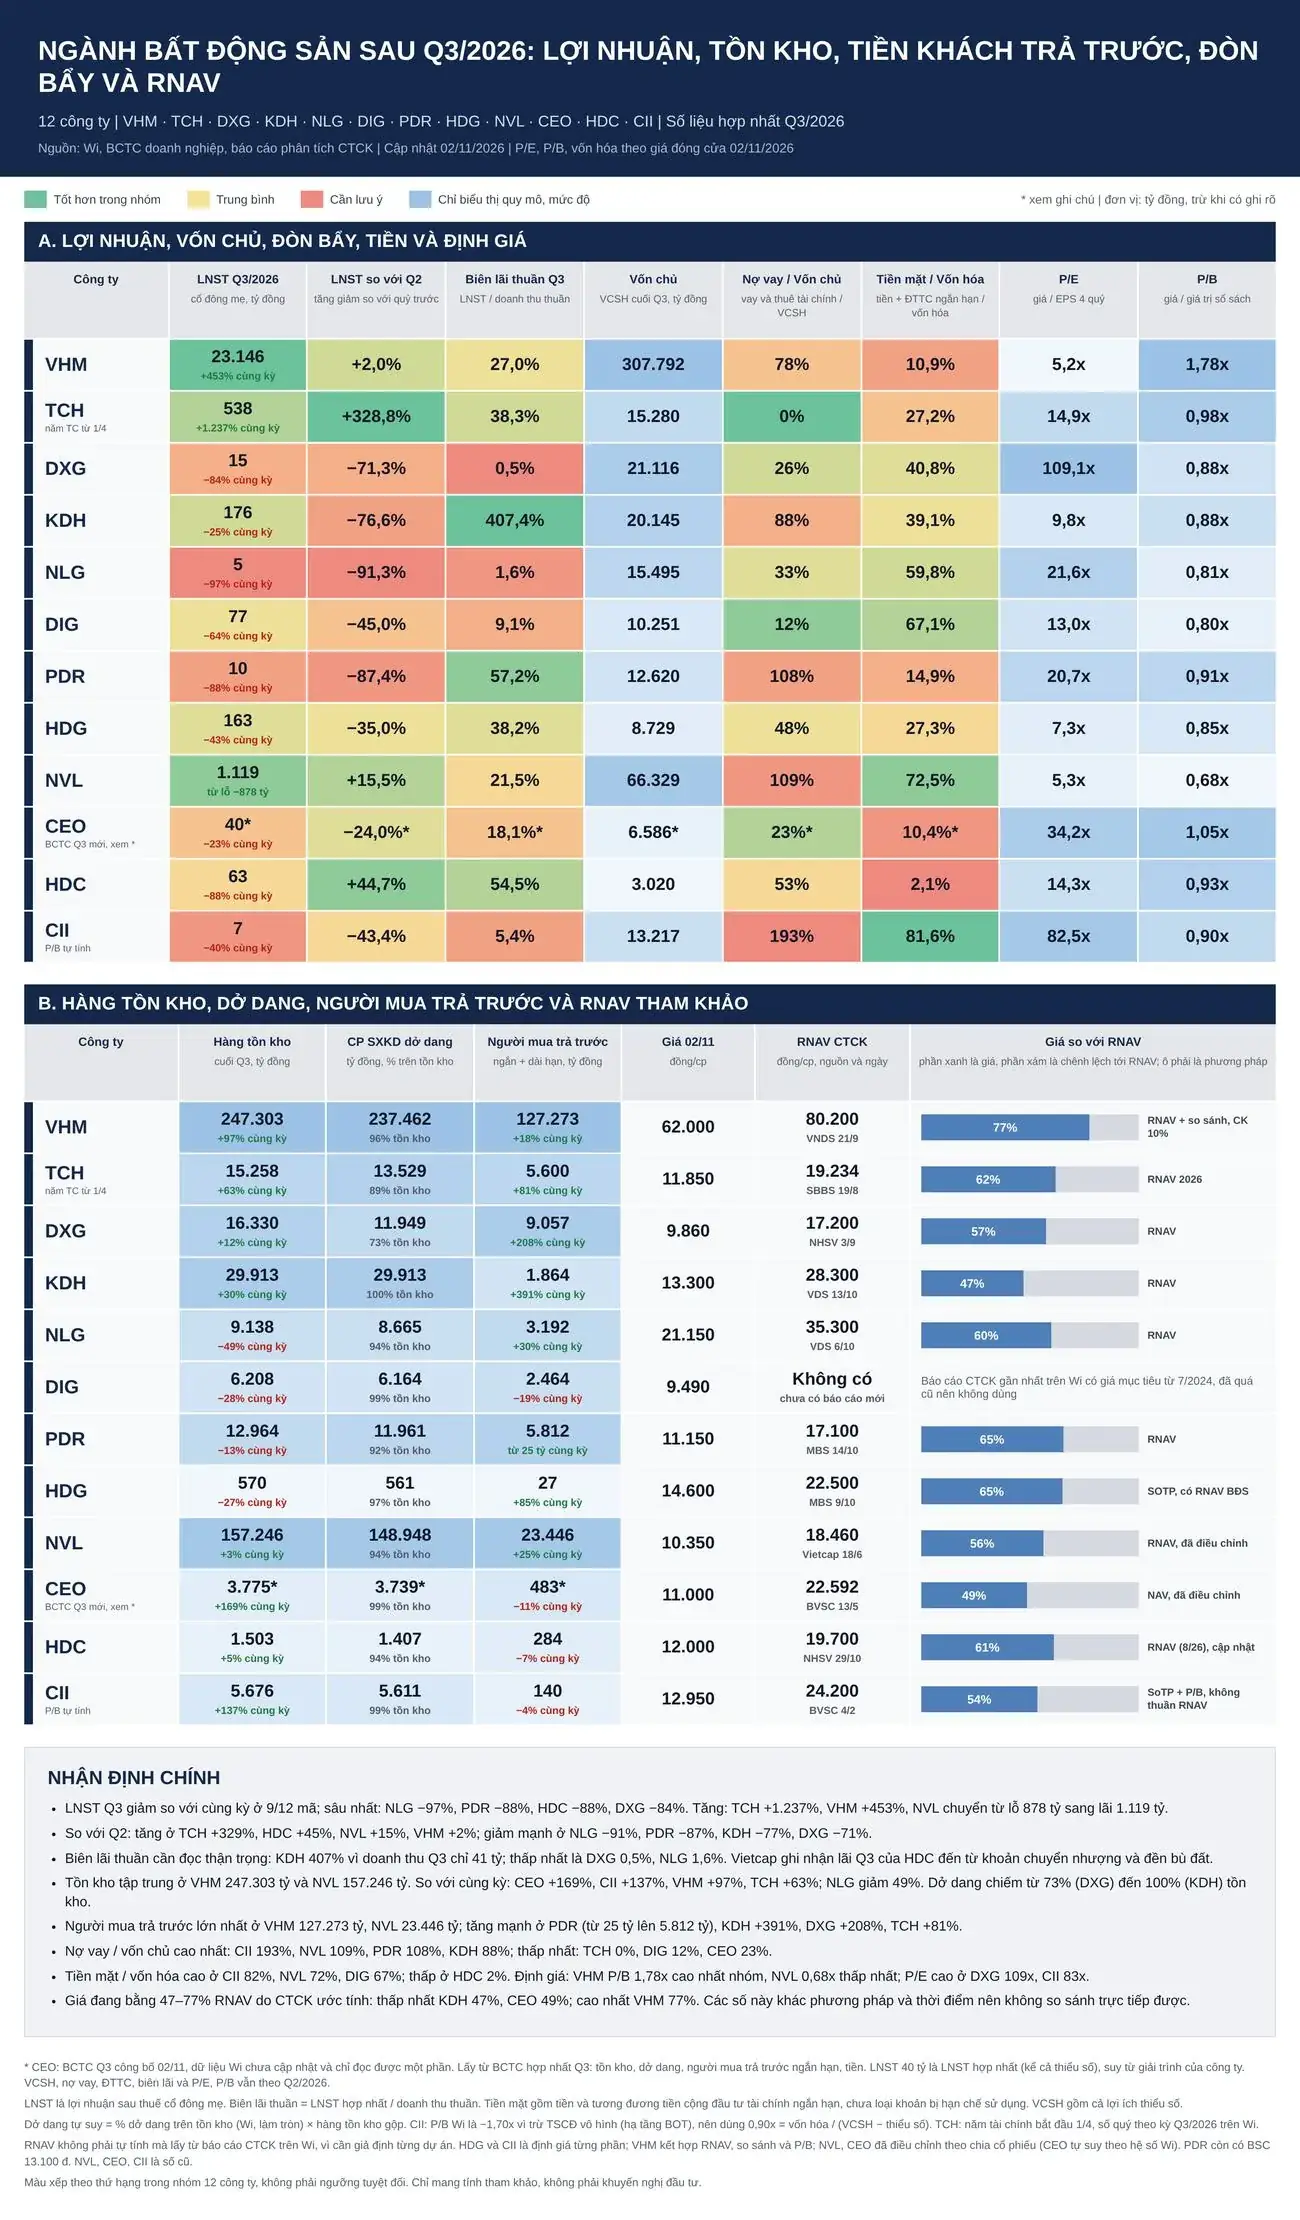 NGÀNH BẤT ĐỘNG SẢN SAU Q3/2026: LỢI NHUẬN, TỒN KHO, TIỀN KHÁCH TRẢ TRƯỚC, ĐÒN
BẨY VÀ RNAV
12 công ty | VHM · TCH · DXG · KDH · NLG · DIG · PDR · HDG · NVL · CEO · HDC · CII | Số liệu hợp nhất Q3/2026
Nguồn: Wi, BCTC doanh nghiệp, báo cáo phân tích CTCK | Cập nhật 02/11/2026 | P/E, P/B, vốn hóa theo giá đóng cửa 02/11/2026
Tốt hơn trong nhóm Trung bình Cần lưu ý Chỉ biểu thị quy mô, mức độ * xem ghi chú | đơn vị: tỷ đồng, trừ khi có ghi rõ
A. LỢI NHUẬN, VỐN CHỦ, ĐÒN BẨY, TIỀN VÀ ĐỊNH GIÁ
Công ty LNST Q3/2026 LNST so với Q2 Biên lãi thuần Q3 Vốn chủ Nợ vay / Vốn chủ Tiền mặt / Vốn hóa P/E P/B
cổ đông mẹ, tỷ đồng tăng giảm so với quý trước LNST / doanh thu thuần VCSH cuối Q3, tỷ đồng vay và thuê tài chính / tiền + ĐTTC ngắn hạn / giá / EPS 4 quý giá / giá trị sổ sách
VCSH vốn hóa
VHM 23.146 +2,0% 27,0% 307.792 78% 10,9% 5,2x 1,78x
+453% cùng kỳ
TCH 538 +328,8% 38,3% 15.280 0% 27,2% 14,9x 0,98x
năm TC từ 1/4 +1.237% cùng kỳ
DXG 15 −71,3% 0,5% 21.116 26% 40,8% 109,1x 0,88x
−84% cùng kỳ
KDH 176 −76,6% 407,4% 20.145 88% 39,1% 9,8x 0,88x
−25% cùng kỳ
NLG 5 −91,3% 1,6% 15.495 33% 59,8% 21,6x 0,81x
−97% cùng kỳ
DIG 77 −45,0% 9,1% 10.251 12% 67,1% 13,0x 0,80x
−64% cùng kỳ
PDR 10 −87,4% 57,2% 12.620 108% 14,9% 20,7x 0,91x
−88% cùng kỳ
HDG 163 −35,0% 38,2% 8.729 48% 27,3% 7,3x 0,85x
−43% cùng kỳ
NVL 1.119 +15,5% 21,5% 66.329 109% 72,5% 5,3x 0,68x
từ lỗ −878 tỷ
CEO 40* −24,0%* 18,1%* 6.586* 23%* 10,4%* 34,2x 1,05x
BCTC Q3 mới, xem * −23% cùng kỳ
HDC 63 +44,7% 54,5% 3.020 53% 2,1% 14,3x 0,93x
−88% cùng kỳ
CII 7 −43,4% 5,4% 13.217 193% 81,6% 82,5x 0,90x
P/B tự tính −40% cùng kỳ
B. HÀNG TỒN KHO, DỞ DANG, NGƯỜI MUA TRẢ TRƯỚC VÀ RNAV THAM KHẢO
Công ty Hàng tồn kho CP SXKD dở dang Người mua trả trước Giá 02/11 RNAV CTCK Giá so với RNAV
cuối Q3, tỷ đồng tỷ đồng, % trên tồn kho ngắn + dài hạn, tỷ đồng đồng/cp đồng/cp, nguồn và ngày phần xanh là giá, phần xám là chênh lệch tới RNAV; ô phải là phương pháp
VHM 247.303 237.462 127.273 62.000 80.200 77% RNAV + so sánh, CK
+97% cùng kỳ 96% tồn kho +18% cùng kỳ VNDS 21/9 10%
TCH 15.258 13.529 5.600 11.850 19.234 62% RNAV 2026
năm TC từ 1/4 +63% cùng kỳ 89% tồn kho +81% cùng kỳ SBBS 19/8
DXG 16.330 11.949 9.057 9.860 17.200 57% RNAV
+12% cùng kỳ 73% tồn kho +208% cùng kỳ NHSV 3/9
KDH 29.913 29.913 1.864 13.300 28.300 47% RNAV
+30% cùng kỳ 100% tồn kho +391% cùng kỳ VDS 13/10
NLG 9.138 8.665 3.192 21.150 35.300 60% RNAV
−49% cùng kỳ 94% tồn kho +30% cùng kỳ VDS 6/10
DIG 6.208 6.164 2.464 9.490 Không có Báo cáo CTCK gần nhất trên Wi có giá mục tiêu từ 7/2024, đã quá
−28% cùng kỳ 99% tồn kho −19% cùng kỳ chưa có báo cáo mới cũ nên không dùng
PDR 12.964 11.961 5.812 11.150 17.100 65% RNAV
−13% cùng kỳ 92% tồn kho từ 25 tỷ cùng kỳ MBS 14/10
HDG 570 561 27 14.600 22.500 65% SOTP, có RNAV BĐS
−27% cùng kỳ 97% tồn kho +85% cùng kỳ MBS 9/10
NVL 157.246 148.948 23.446 10.350 18.460 56% RNAV, đã điều chỉnh
+3% cùng kỳ 94% tồn kho +25% cùng kỳ Vietcap 18/6
CEO 3.775* 3.739* 483* 11.000 22.592 49% NAV, đã điều chỉnh
BCTC Q3 mới, xem * +169% cùng kỳ 99% tồn kho −11% cùng kỳ BVSC 13/5
HDC 1.503 1.407 284 12.000 19.700 61% RNAV (8/26), cập nhật
+5% cùng kỳ 94% tồn kho −7% cùng kỳ NHSV 29/10
CII 5.676 5.611 140 12.950 24.200 54% SoTP + P/B, không
P/B tự tính +137% cùng kỳ 99% tồn kho −4% cùng kỳ BVSC 4/2 thuần RNAV
NHẬN ĐỊNH CHÍNH
• LNST Q3 giảm so với cùng kỳ ở 9/12 mã; sâu nhất: NLG −97%, PDR −88%, HDC −88%, DXG −84%. Tăng: TCH +1.237%, VHM +453%, NVL chuyển từ lỗ 878 tỷ sang lãi 1.119 tỷ.
• So với Q2: tăng ở TCH +329%, HDC +45%, NVL +15%, VHM +2%; giảm mạnh ở NLG −91%, PDR −87%, KDH −77%, DXG −71%.
• Biên lãi thuần cần đọc thận trọng: KDH 407% vì doanh thu Q3 chỉ 41 tỷ; thấp nhất là DXG 0,5%, NLG 1,6%. Vietcap ghi nhận lãi Q3 của HDC đến từ khoản chuyển nhượng và đền bù đất.
• Tồn kho tập trung ở VHM 247.303 tỷ và NVL 157.246 tỷ. So với cùng kỳ: CEO +169%, CII +137%, VHM +97%, TCH +63%; NLG giảm 49%. Dở dang chiếm từ 73% (DXG) đến 100% (KDH) tồn
kho.
• Người mua trả trước lớn nhất ở VHM 127.273 tỷ, NVL 23.446 tỷ; tăng mạnh ở PDR (từ 25 tỷ lên 5.812 tỷ), KDH +391%, DXG +208%, TCH +81%.
• Nợ vay / vốn chủ cao nhất: CII 193%, NVL 109%, PDR 108%, KDH 88%; thấp nhất: TCH 0%, DIG 12%, CEO 23%.
• Tiền mặt / vốn hóa cao ở CII 82%, NVL 72%, DIG 67%; thấp ở HDC 2%. Định giá: VHM P/B 1,78x cao nhất nhóm, NVL 0,68x thấp nhất; P/E cao ở DXG 109x, CII 83x.
• Giá đang bằng 47–77% RNAV do CTCK ước tính: thấp nhất KDH 47%, CEO 49%; cao nhất VHM 77%. Các số này khác phương pháp và thời điểm nên không so sánh trực tiếp được.
* CEO: BCTC Q3 công bố 02/11, dữ liệu Wi chưa cập nhật và chỉ đọc được một phần. Lấy từ BCTC hợp nhất Q3: tồn kho, dở dang, người mua trả trước ngắn hạn, tiền. LNST 40 tỷ là LNST hợp nhất (kể cả thiểu số), suy từ giải trình của công ty.
VCSH, nợ vay, ĐTTC, biên lãi và P/E, P/B vẫn theo Q2/2026.
LNST là lợi nhuận sau thuế cổ đông mẹ. Biên lãi thuần = LNST hợp nhất / doanh thu thuần. Tiền mặt gồm tiền và tương đương tiền cộng đầu tư tài chính ngắn hạn, chưa loại khoản bị hạn chế sử dụng. VCSH gồm cả lợi ích thiểu số.
Dở dang tự suy = % dở dang trên tồn kho (Wi, làm tròn) × hàng tồn kho gộp. CII: P/B Wi là −1,70x vì trừ TSCĐ vô hình (hạ tầng BOT), nên dùng 0,90x = vốn hóa / (VCSH − thiểu số). TCH: năm tài chính bắt đầu 1/4, số quý theo kỳ Q3/2026 trên Wi.
RNAV không phải tự tính mà lấy từ báo cáo CTCK trên Wi, vì cần giả định từng dự án. HDG và CII là định giá từng phần; VHM kết hợp RNAV, so sánh và P/B; NVL, CEO đã điều chỉnh theo chia cổ phiếu (CEO tự suy theo hệ số Wi). PDR còn có BSC
13.100 đ. NVL, CEO, CII là số cũ.
Màu xếp theo thứ hạng trong nhóm 12 công ty, không phải ngưỡng tuyệt đối. Chỉ mang tính tham khảo, không phải khuyến nghị đầu tư.